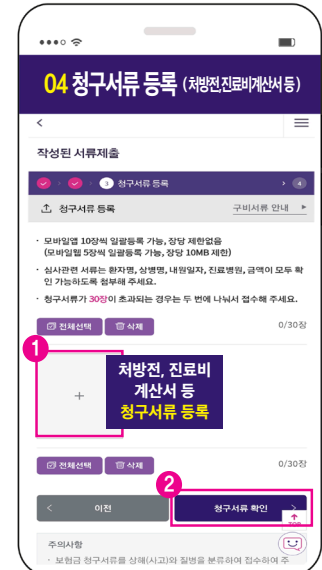 04 청구서류 등록 (처방전,진료비계산서 등)
작성된 서류제출
3 청구서류 등록
4
청구서류 등록
구비서류 안내
· 모바일앱 10장씩 일괄등록 가능, 장당 제한없음
(모바일웹 5장씩 일괄등록 가능, 장당 10MB 제한)
· 심사관련 서류는 환자명, 상병명, 내원일자, 진료병원, 금액이 모두 확
인 가능하도록 첨부해 주세요.
· 청구서류가 30장이 초과되는 경우는 두 번에 나눠서 접수해 주세요.
전체선택
삭제
0/30장
1
+
처방전, 진료비
계산서 등
청구서류 등록
전체선택
삭제
0/30장
2
이전
청구서류 확인
TOP
주의사항
· 보험금 청구서류를 상해(사고)와 질병을 분류하여 접수하여 주